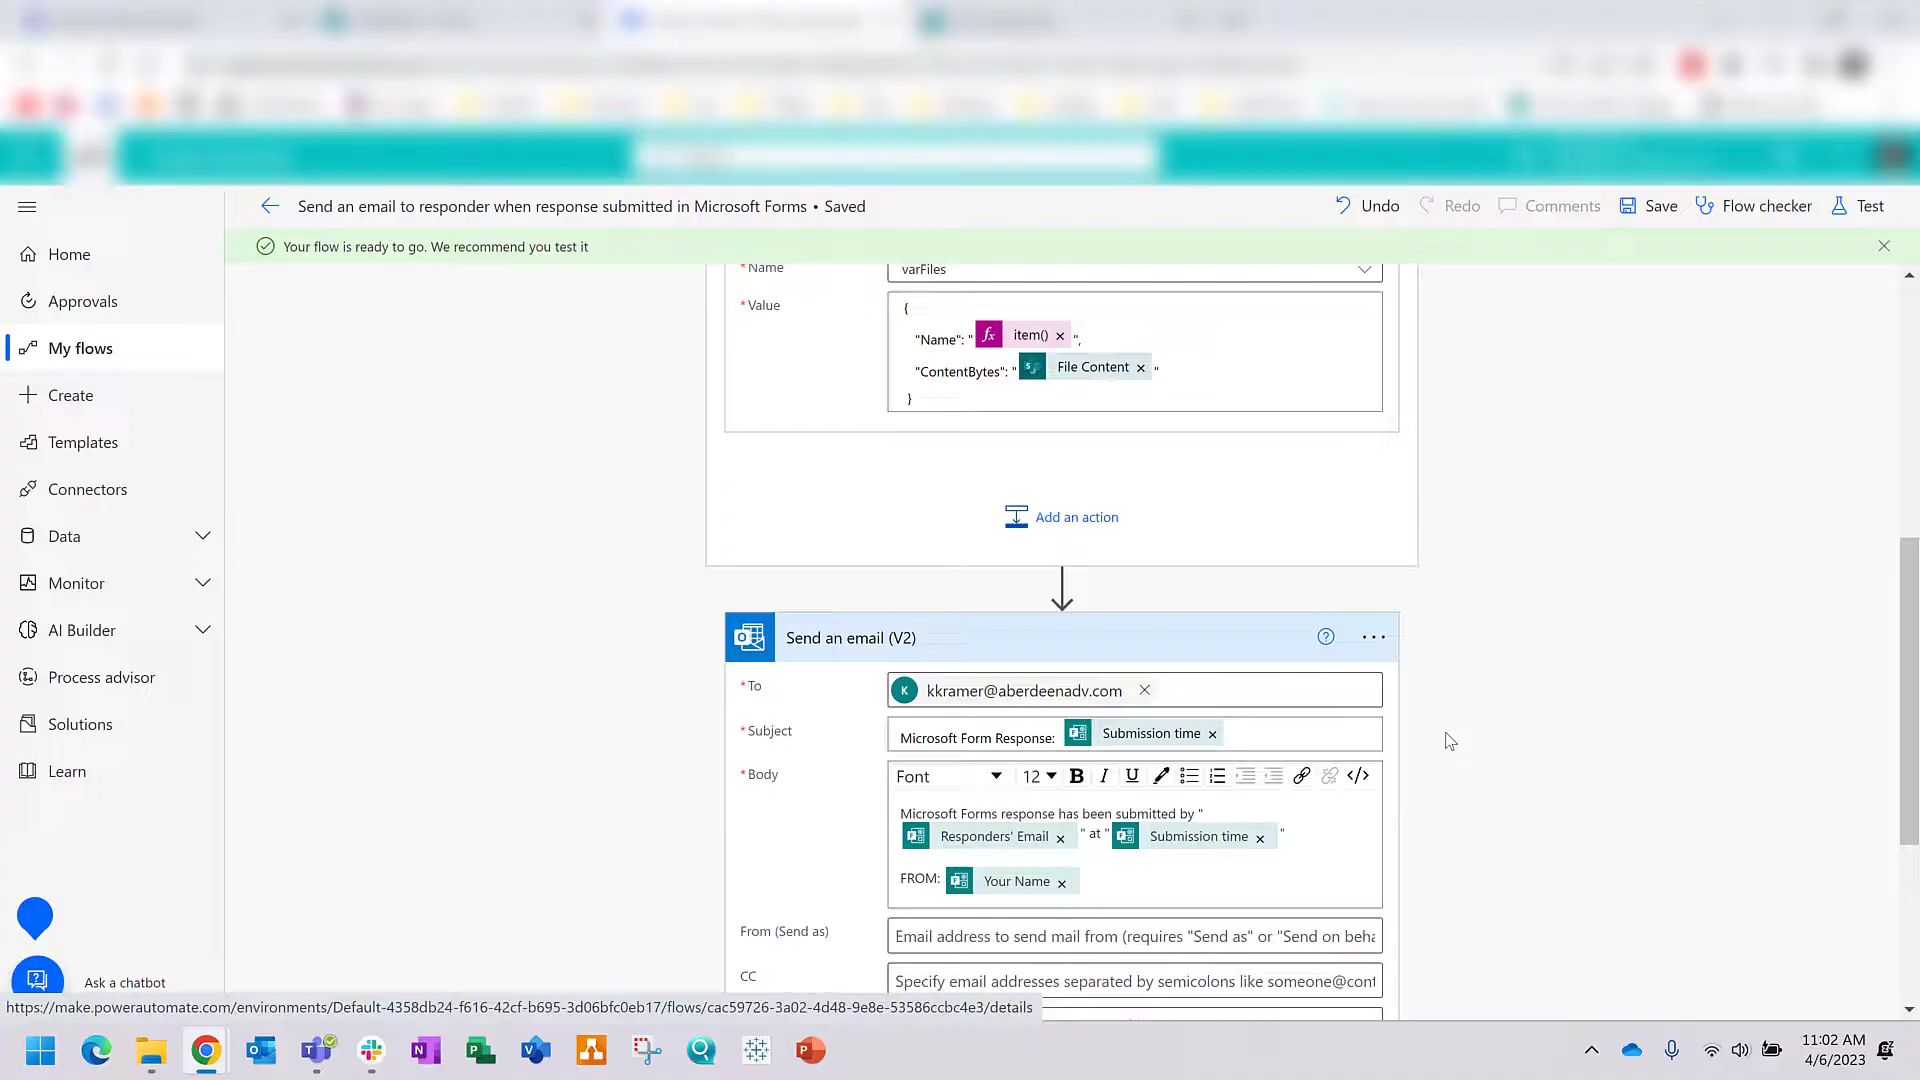 Send an email to responder when response submitted in Microsoft Forms • Saved
Undo
Redo
Comments
Save
Flow checker
Test
Your flow is ready to go. We recommend you test it
Home
Approvals
My flows
Create
Templates
Connectors
Data
Monitor
AI Builder
Process advisor
Solutions
Learn
Ask a chatbot
* Name
varFiles
* Value
{
"Name": " fx item() × ",
"ContentBytes": " File Content × "
}
Add an action
Send an email (V2)
* To
K kkramer@aberdeenadv.com
* Subject
Microsoft Form Response: Submission time ×
* Body
Font 12 B I U </>
Microsoft Forms response has been submitted by "
Responders' Email × " at " Submission time × "
FROM: Your Name ×
From (Send as)
Email address to send mail from (requires "Send as" or "Send on beha
CC
Specify email addresses separated by semicolons like someone@cont
https://make.powerautomate.com/environments/Default-4358db24-f616-42cf-b695-3d06bfc0eb17/flows/cac59726-3a02-4d48-9e8e-53586ccbc4e3/details
11:02 AM
4/6/2023